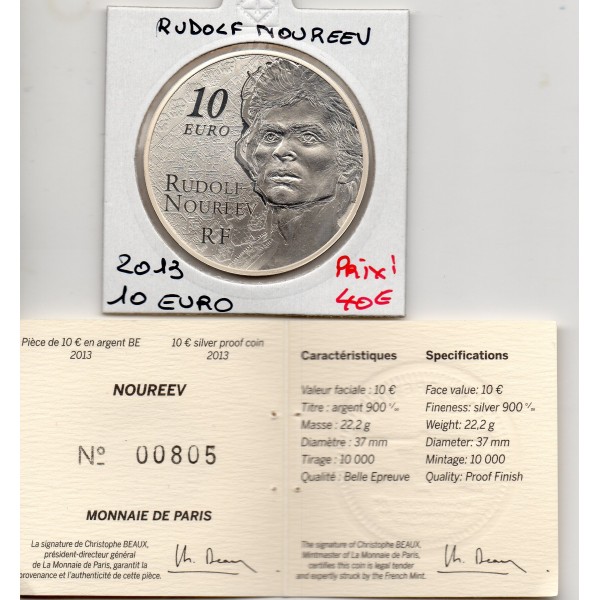 RUDOLF NOUREEV
10
EURO
RUDOLF
NOUREEV
RF
2013
10 EURO
Prix!
40€
Pièce de 10 € en argent BE
2013
10 € silver proof coin
2013
NOUREEV
No 00805
MONNAIE DE PARIS
La signature de Christophe BEAUX,
président-directeur général
de La Monnaie de Paris, garantit la
provenance et l'authenticité de cette pièce.
Caractéristiques
Valeur faciale : 10 €
Titre : argent 900 °/₀₀
Masse : 22,2 g
Diamètre : 37 mm
Tirage : 10 000
Qualité : Belle Epreuve
Specifications
Face value: 10 €
Fineness: silver 900 °/₀₀
Weight: 22,2 g
Diameter: 37 mm
Mintage: 10 000
Quality: Proof Finish
The signature of Christophe BEAUX,
Mintmaster of La Monnaie de Paris,
certifies this coin is legal tender
and expertly struck by the French Mint.